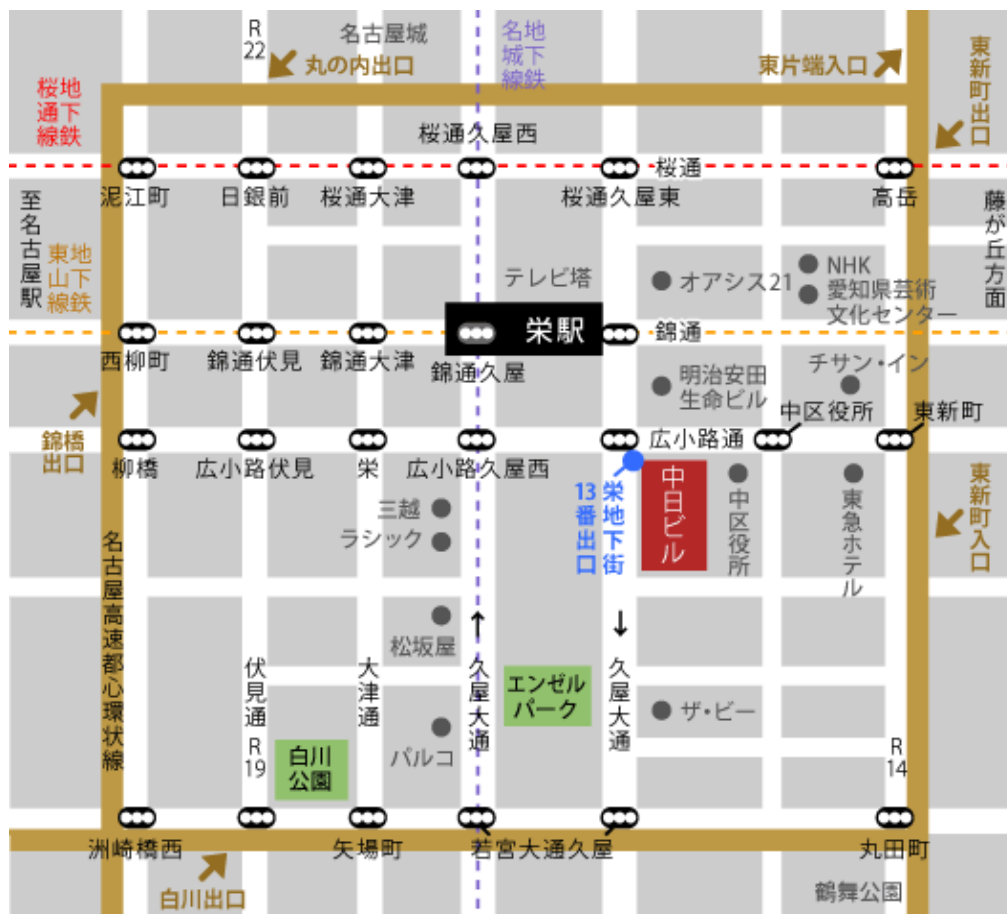 R
22
名古屋城
名城線
地下鉄
丸の内出口
東片端入口
東新町出口
桜通線
地下鉄
桜通久屋西
桜通
泥江町
日銀前
桜通大津
桜通久屋東
高岳
至名古屋駅
東山線
地下鉄
藤が丘方面
テレビ塔
オアシス21
NHK
愛知県芸術
文化センター
栄駅
錦通
西柳町
錦通伏見
錦通大津
錦通久屋
明治安田
生命ビル
チサン・イン
中区役所
東新町
錦橋
出口
広小路通
柳橋
広小路伏見
栄
広小路久屋西
栄地下街
13番出口
中日ビル
中区役所
東急ホテル
東新町入口
三越
ラシック
名古屋高速都心環状線
松坂屋
↑
↓
伏見通
R
19
大津通
久屋大通
エンゼル
パーク
久屋大通
ザ・ビー
白川
公園
パルコ
R
14
洲崎橋西
矢場町
若宮大通久屋
丸田町
白川出口
鶴舞公園